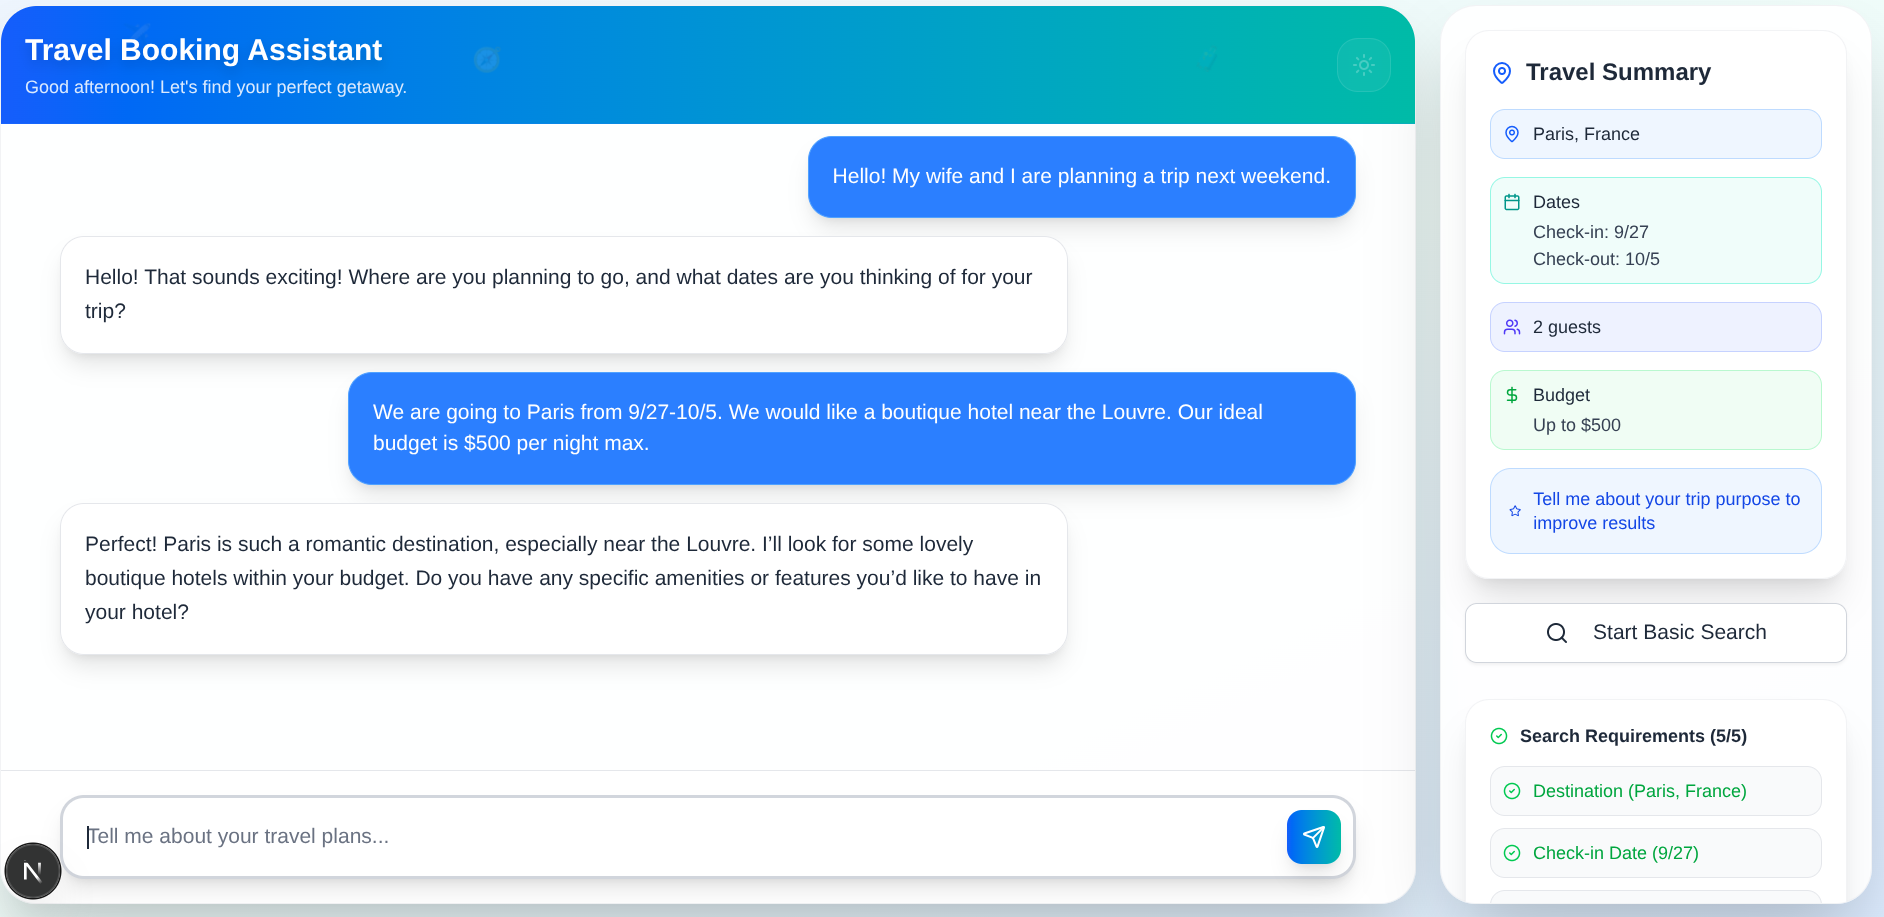 Travel Booking Assistant
Good afternoon! Let's find your perfect getaway.
Hello! My wife and I are planning a trip next weekend.
Hello! That sounds exciting! Where are you planning to go, and what dates are you thinking of for your
trip?
We are going to Paris from 9/27-10/5. We would like a boutique hotel near the Louvre. Our ideal
budget is $500 per night max.
Perfect! Paris is such a romantic destination, especially near the Louvre. I’ll look for some lovely
boutique hotels within your budget. Do you have any specific amenities or features you’d like to have in
your hotel?
Tell me about your travel plans...
N
Travel Summary
Paris, France
Dates
Check-in: 9/27
Check-out: 10/5
2 guests
Budget
Up to $500
Tell me about your trip purpose to
improve results
Start Basic Search
Search Requirements (5/5)
Destination (Paris, France)
Check-in Date (9/27)